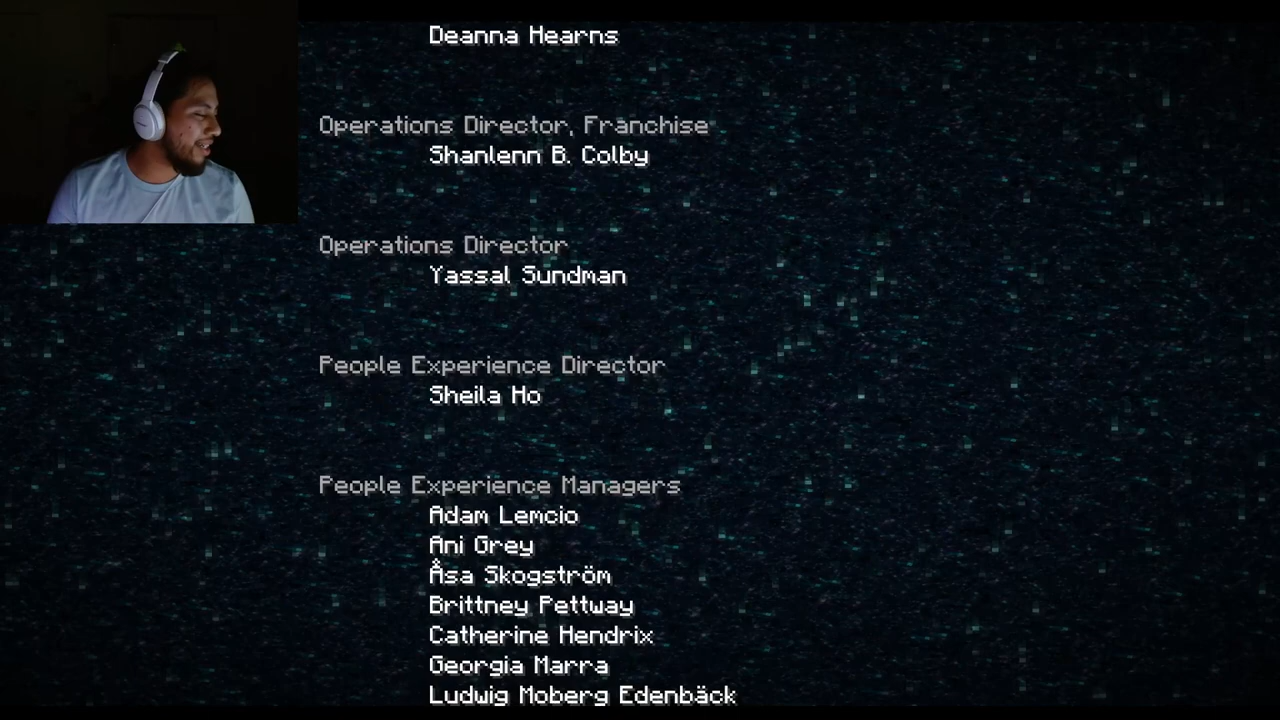 Deanna Hearns
Operations Director, Franchise
Shanlenn B. Colby
Operations Director
Yassal Sundman
People Experience Director
Sheila Ho
People Experience Managers
Adam Lemcio
Ani Grey
Åsa Skogström
Brittney Pettway
Catherine Hendrix
Georgia Marra
Ludwig Moberg Edenbäck